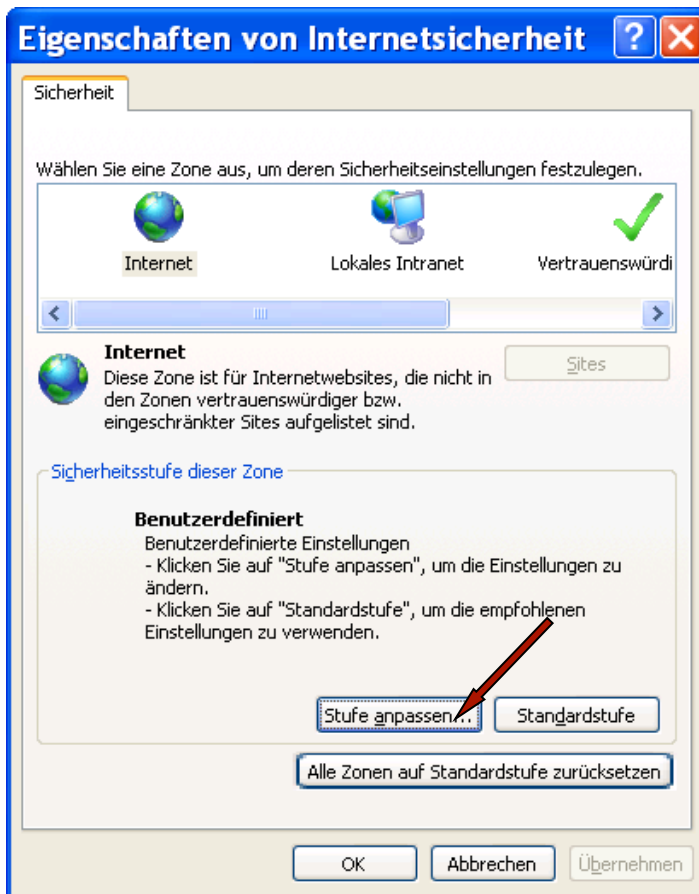 Eigenschaften von Internetsicherheit
Sicherheit
Wählen Sie eine Zone aus, um deren Sicherheitseinstellungen festzulegen.
Internet Lokales Intranet Vertrauenswürdi
Internet
Sites
Diese Zone ist für Internetwebsites, die nicht in
den Zonen vertrauenswürdiger bzw.
eingeschränkter Sites aufgelistet sind.
Sicherheitsstufe dieser Zone
Benutzerdefiniert
Benutzerdefinierte Einstellungen
- Klicken Sie auf "Stufe anpassen", um die Einstellungen zu
ändern.
- Klicken Sie auf "Standardstufe", um die empfohlenen
Einstellungen zu verwenden.
Stufe anpassen... Standardstufe
Alle Zonen auf Standardstufe zurücksetzen
OK Abbrechen Übernehmen